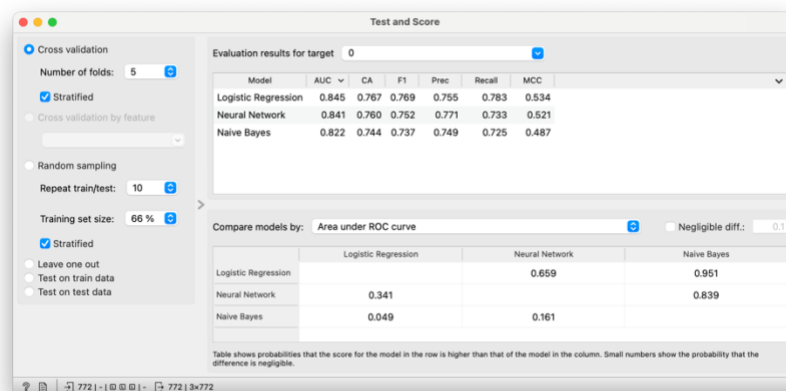 Test and Score
Cross validation
Number of folds: 5
Stratified
Cross validation by feature
Random sampling
Repeat train/test: 10
Training set size: 66 %
Stratified
Leave one out
Test on train data
Test on test data
Evaluation results for target 0
Model AUC CA F1 Prec Recall MCC
Logistic Regression 0.845 0.767 0.769 0.755 0.783 0.534
Neural Network 0.841 0.760 0.752 0.771 0.733 0.521
Naive Bayes 0.822 0.744 0.737 0.749 0.725 0.487
Compare models by: Area under ROC curve Negligible diff.: 0.1
Logistic Regression Neural Network Naive Bayes
Logistic Regression 0.659 0.951
Neural Network 0.341 0.839
Naive Bayes 0.049 0.161
Table shows probabilities that the score for the model in the row is higher than that of the model in the column. Small numbers show the probability that the
difference is negligible.
? 772 | - | - 772 | 3×772